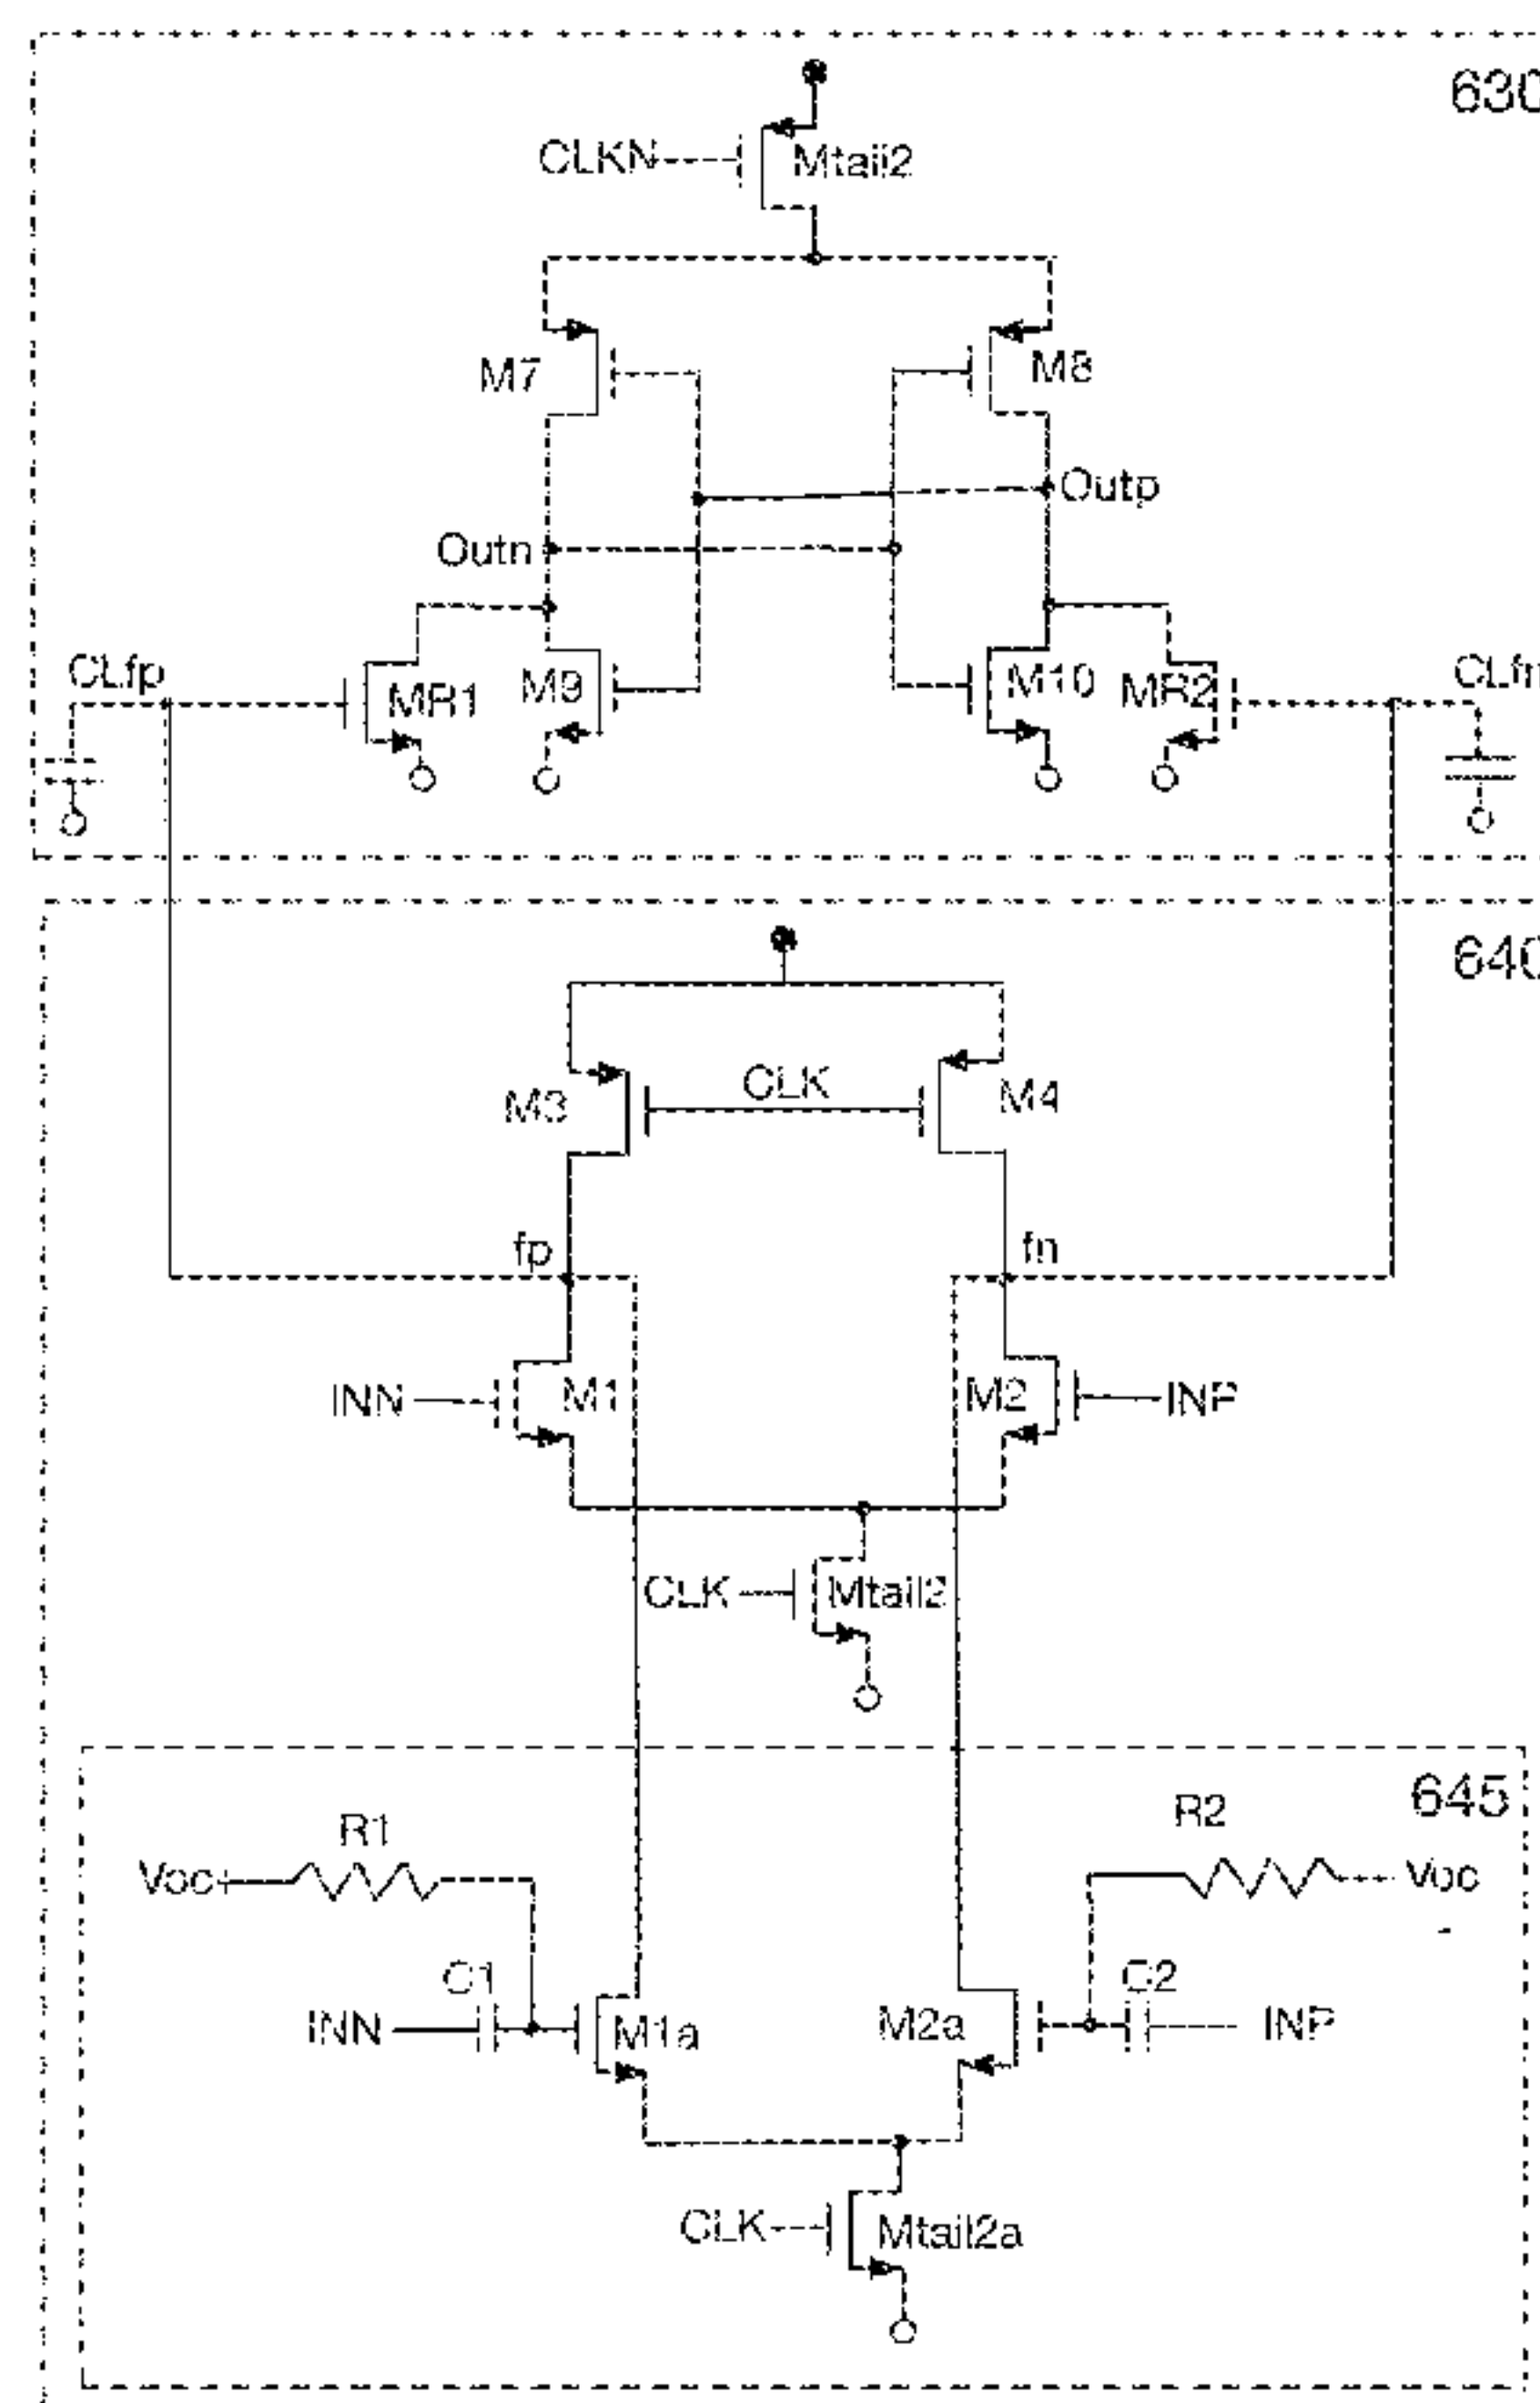 630
CLKN
Mtail2
M7
M8
Outp
Outn
CLfp
MR1
M9
M10
MR2
CLfn
640
M3
CLK
M4
fp
fn
INN
M1
M2
INP
CLK
Mtail2
645
R1
R2
Voc+
Voc
-
C1
C2
INN
M1a
M2a
INP
CLK
Mtail2a